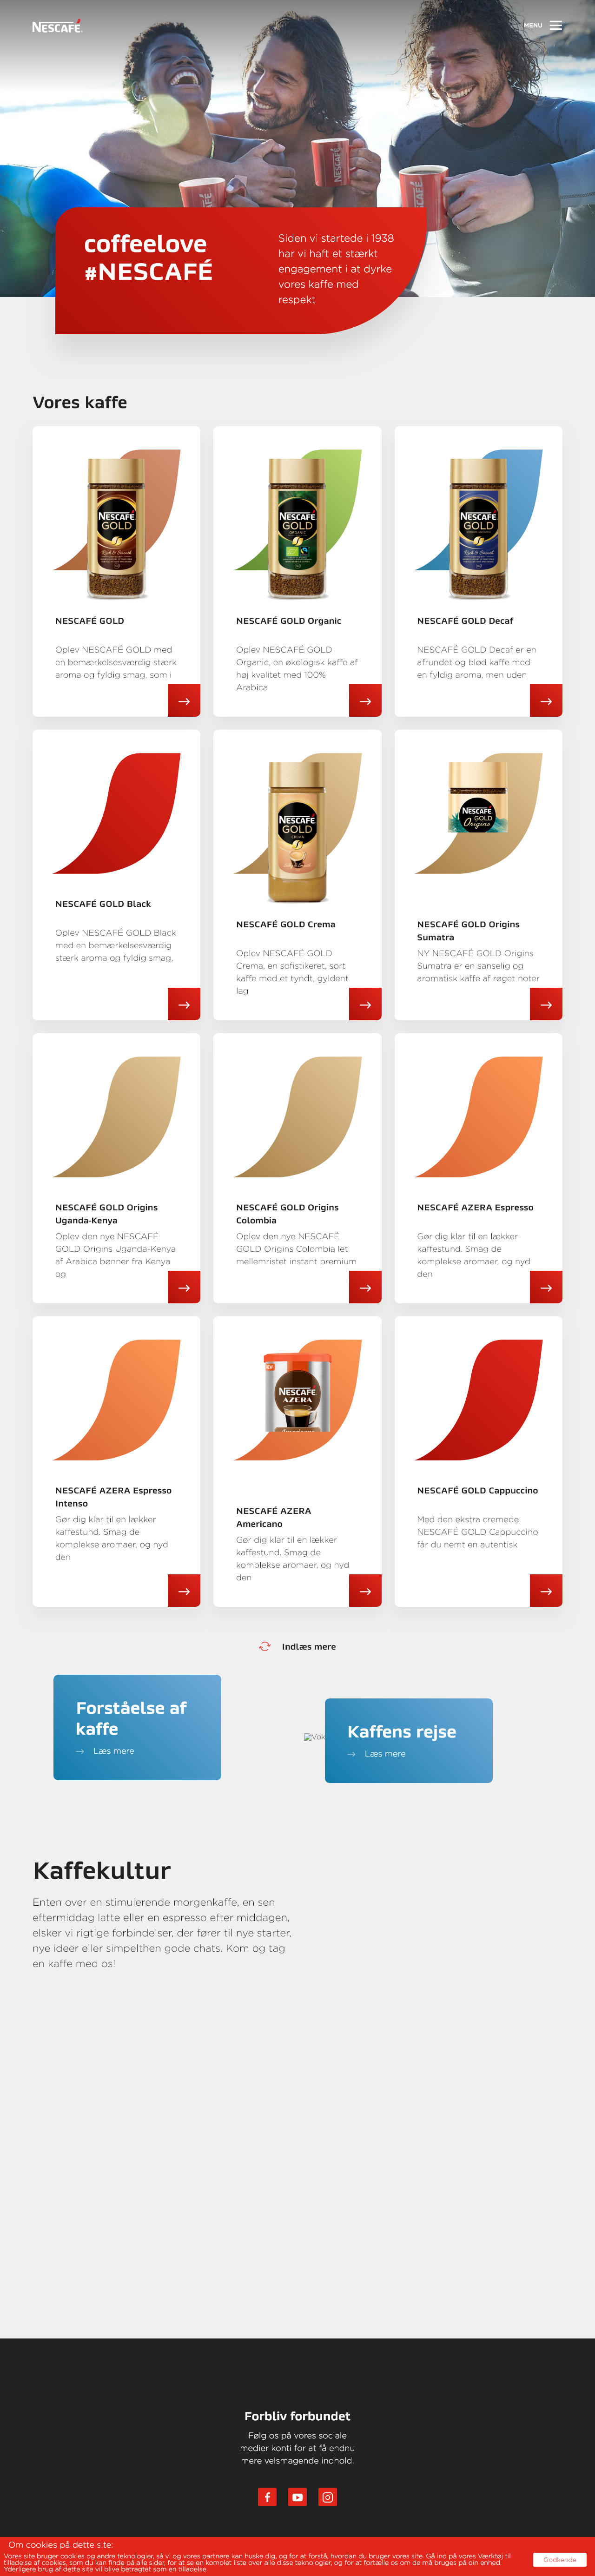 NESCAFÉ
MENU
coffeelove
#NESCAFÉ
Siden vi startede i 1938
har vi haft et stærkt
engagement i at dyrke
vores kaffe med
respekt
Vores kaffe
NESCAFÉ GOLD
Oplev NESCAFÉ GOLD med
en bemærkelsesværdig stærk
aroma og fyldig smag, som i
NESCAFÉ GOLD Organic
Oplev NESCAFÉ GOLD
Organic, en økologisk kaffe af
høj kvalitet med 100%
Arabica
NESCAFÉ GOLD Decaf
NESCAFÉ GOLD Decaf er en
afrundet og blød kaffe med
en fyldig aroma, men uden
NESCAFÉ GOLD Black
Oplev NESCAFÉ GOLD Black
med en bemærkelsesværdig
stærk aroma og fyldig smag,
NESCAFÉ GOLD Crema
Oplev NESCAFÉ GOLD
Crema, en sofistikeret, sort
kaffe med et tyndt, gyldent
lag
NESCAFÉ GOLD Origins
Sumatra
NY NESCAFÉ GOLD Origins
Sumatra er en sanselig og
aromatisk kaffe af røget noter
NESCAFÉ GOLD Origins
Uganda-Kenya
Oplev den nye NESCAFÉ
GOLD Origins Uganda-Kenya
af Arabica bønner fra Kenya
og
NESCAFÉ GOLD Origins
Colombia
Oplev den nye NESCAFÉ
GOLD Origins Colombia let
mellemristet instant premium
NESCAFÉ AZERA Espresso
Gør dig klar til en lækker
kaffestund. Smag de
komplekse aromaer, og nyd
den
NESCAFÉ AZERA Espresso
Intenso
Gør dig klar til en lækker
kaffestund. Smag de
komplekse aromaer, og nyd
den
NESCAFÉ AZERA
Americano
Gør dig klar til en lækker
kaffestund. Smag de
komplekse aromaer, og nyd
den
NESCAFÉ GOLD Cappuccino
Med den ekstra cremede
NESCAFÉ GOLD Cappuccino
får du nemt en autentisk
Indlæs mere
Forståelse af
kaffe
Læs mere
Kaffens rejse
Læs mere
Kaffekultur
Enten over en stimulerende morgenkaffe, en sen
eftermiddag latte eller en espresso efter middagen,
elsker vi rigtige forbindelser, der fører til nye starter,
nye ideer eller simpelthen gode chats. Kom og tag
en kaffe med os!
Forbliv forbundet
Følg os på vores sociale
medier konti for at få endnu
mere velsmagende indhold.
Om cookies på dette site:
Vores site bruger cookies og andre teknologier, så vi og vores partnere kan huske dig, og for at forstå, hvordan du bruger vores site. Gå ind på vores Værktøj til
tilladelse af cookies, som du kan finde på alle sider, for at se en komplet liste over alle disse teknologier, og for at fortælle os om de må bruges på din enhed.
Yderligere brug af dette site vil blive betragtet som en tilladelse.
Godkende